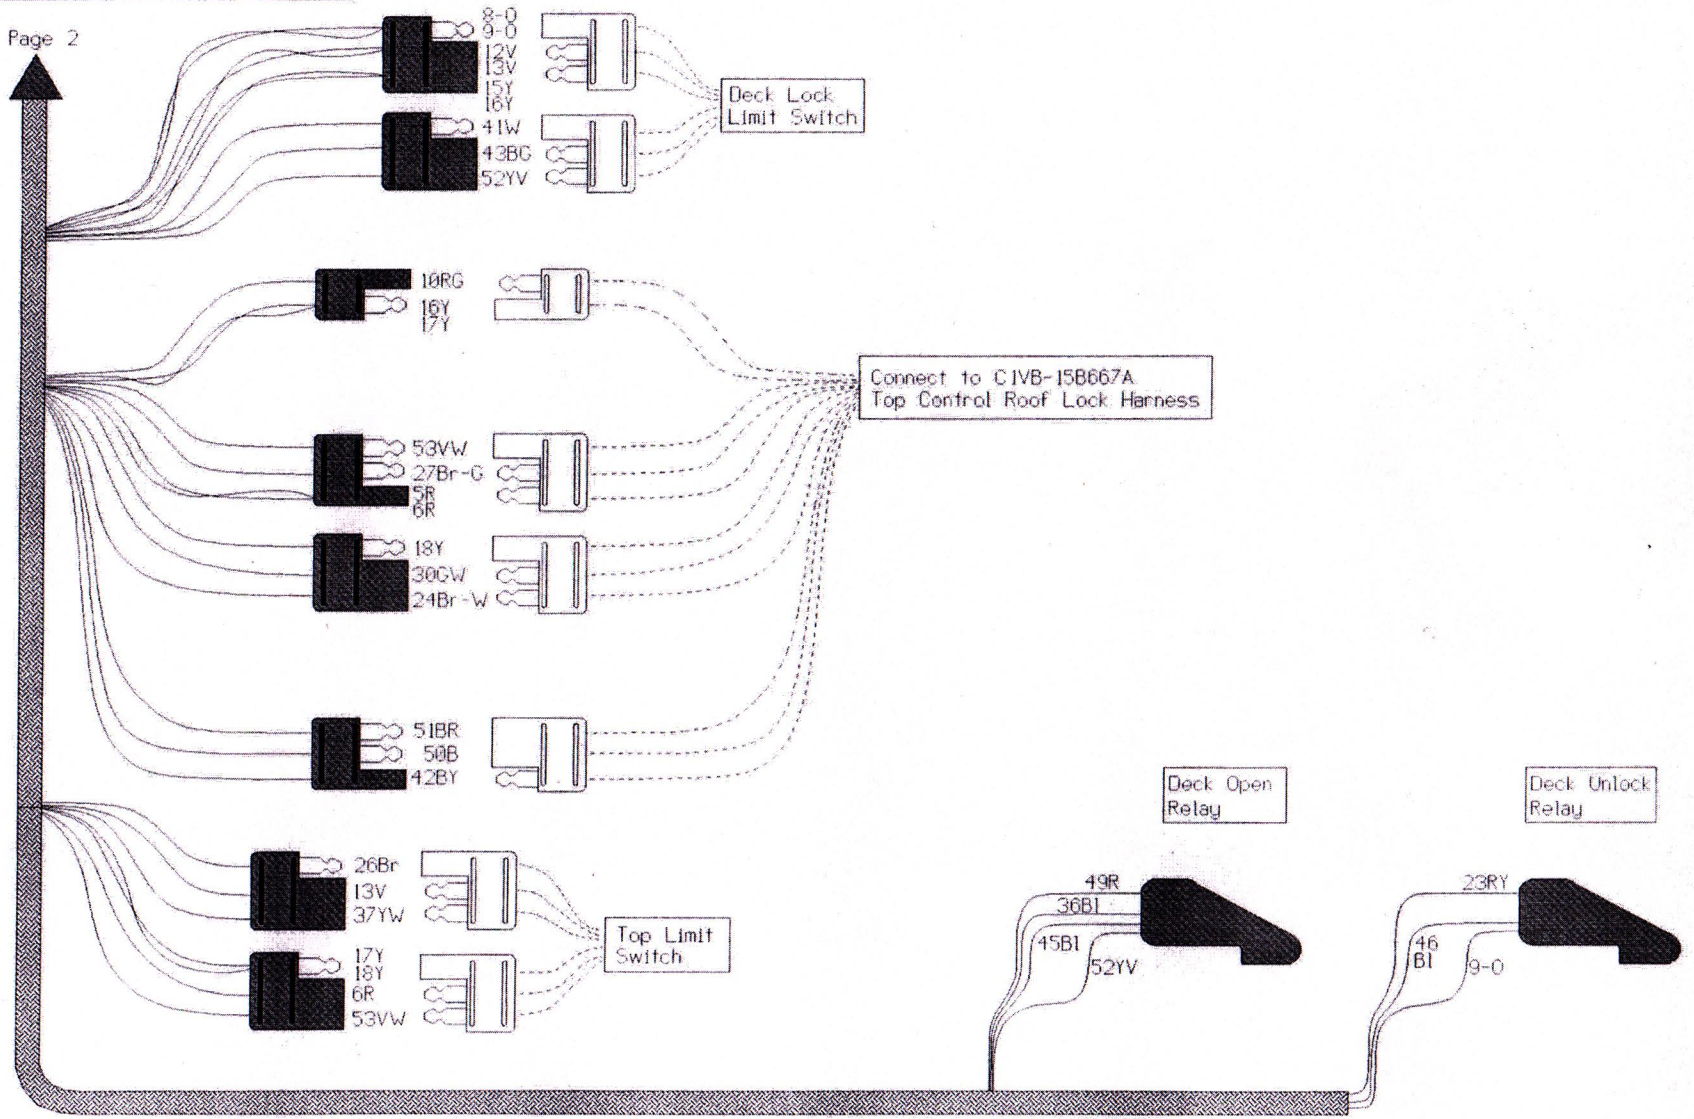 Page 2
8-O
9-O
12V
13V
15Y
16Y
41W
43BG
52YV
Deck Lock
Limit Switch
10RG
16Y
17Y
Connect to C1VB-15B667A
Top Control Roof Lock Harness
53VW
27Br-G
5R
6R
18Y
30GW
24Br-W
51BR
50B
42BY
26Br
13V
37YW
17Y
18Y
6R
53VW
Top Limit
Switch
Deck Open
Relay
49R
36Bl
45Bl
52YV
Deck Unlock
Relay
23RY
46
Bl
9-O